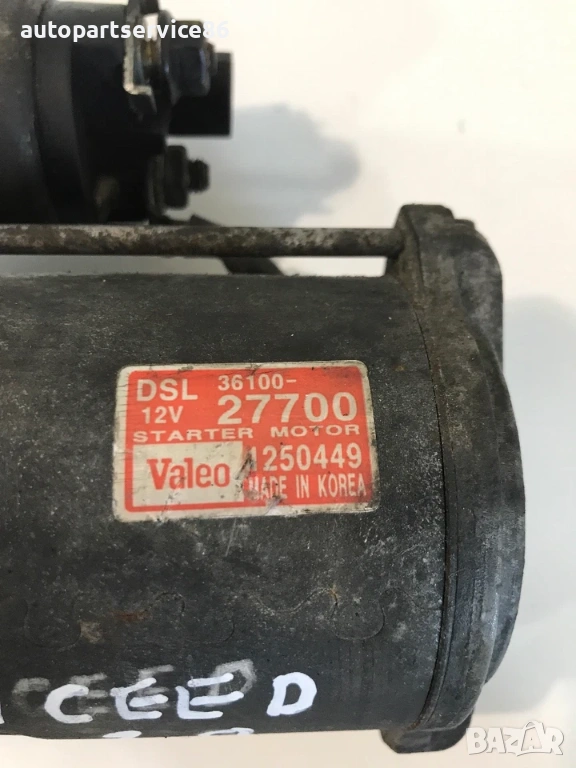 autopartservice86
DSL 36100-
12V 27700
STARTER MOTOR
Valeo 1250449
MADE IN KOREA
CEED
bazar